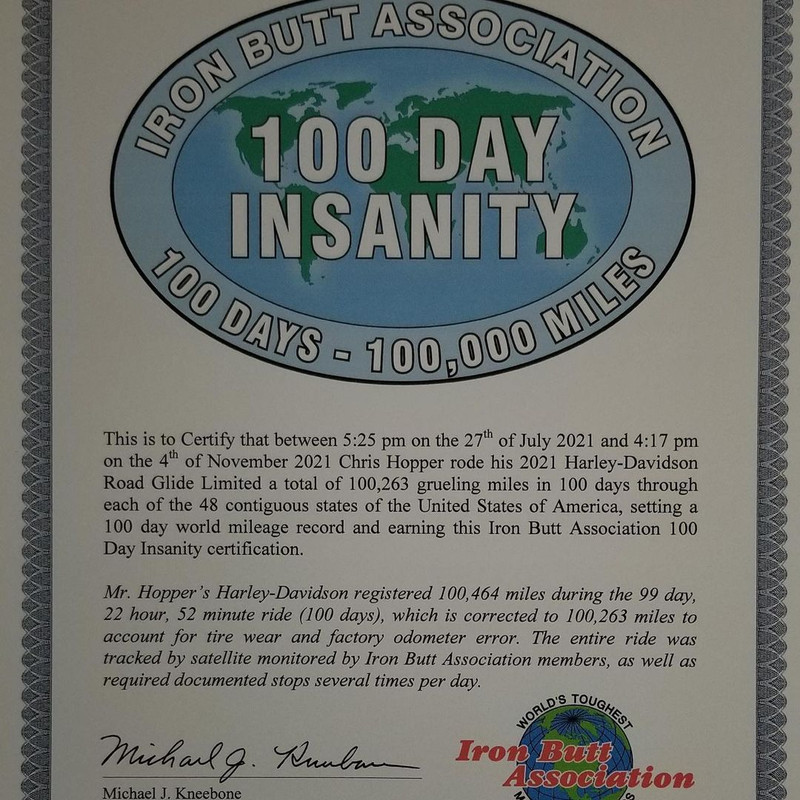 IRON BUTT ASSOCIATION
100 DAY
INSANITY
100 DAYS - 100,000 MILES
This is to Certify that between 5:25 pm on the 27th of July 2021 and 4:17 pm
on the 4th of November 2021 Chris Hopper rode his 2021 Harley-Davidson
Road Glide Limited a total of 100,263 grueling miles in 100 days through
each of the 48 contiguous states of the United States of America, setting a
100 day world mileage record and earning this Iron Butt Association 100
Day Insanity certification.
Mr. Hopper's Harley-Davidson registered 100,464 miles during the 99 day,
22 hour, 52 minute ride (100 days), which is corrected to 100,263 miles to
account for tire wear and factory odometer error. The entire ride was
tracked by satellite monitored by Iron Butt Association members, as well as
required documented stops several times per day.
WORLD'S TOUGHEST
Iron Butt
Association
Michael J. Kneebone